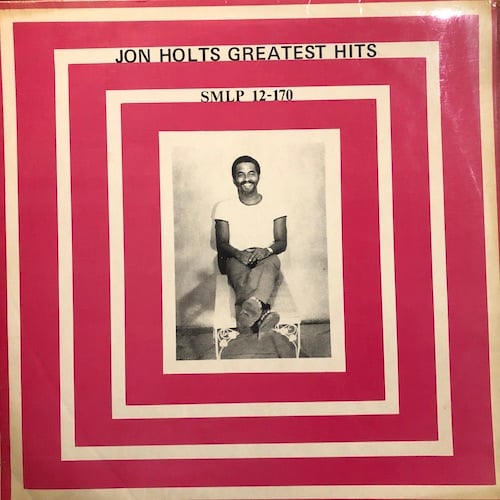 JON HOLTS GREATEST HITS
SMLP 12-170